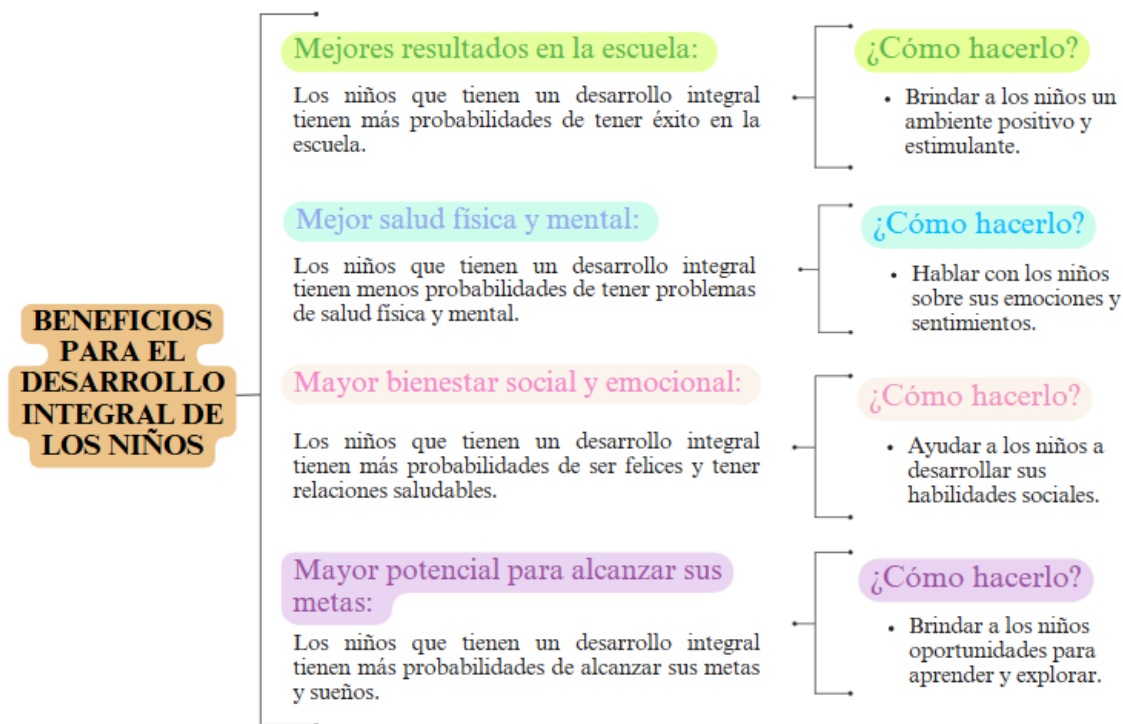 BENEFICIOS
PARA EL
DESARROLLO
INTEGRAL DE
LOS NIÑOS
Mejores resultados en la escuela:
Los niños que tienen un desarrollo integral
tienen más probabilidades de tener éxito en la
escuela.
¿Cómo hacerlo?
• Brindar a los niños un
ambiente positivo y
estimulante.
Mejor salud física y mental:
Los niños que tienen un desarrollo integral
tienen menos probabilidades de tener problemas
de salud física y mental.
¿Cómo hacerlo?
• Hablar con los niños
sobre sus emociones y
sentimientos.
Mayor bienestar social y emocional:
Los niños que tienen un desarrollo integral
tienen más probabilidades de ser felices y tener
relaciones saludables.
¿Cómo hacerlo?
• Ayudar a los niños a
desarrollar sus
habilidades sociales.
Mayor potencial para alcanzar sus
metas:
Los niños que tienen un desarrollo integral
tienen más probabilidades de alcanzar sus metas
y sueños.
¿Cómo hacerlo?
• Brindar a los niños
oportunidades para
aprender y explorar.